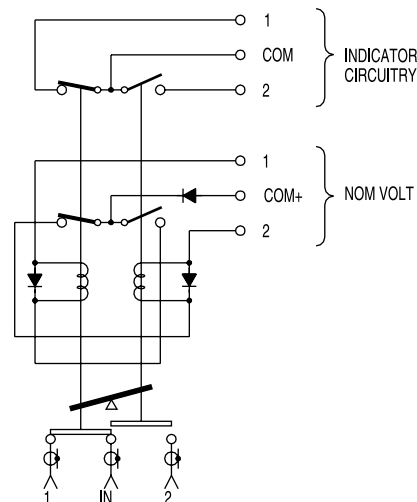 1
COM
INDICATOR
CIRCUITRY
2
1
COM+
NOM VOLT
2
1 IN 2